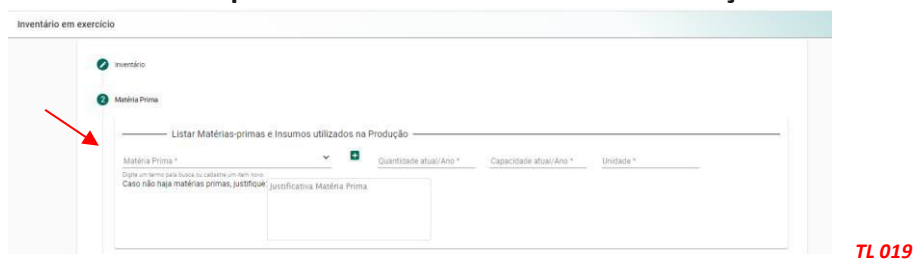 Inventário em exercício
Inventário
2 Matéria Prima
Listar Matérias-primas e Insumos utilizados na Produção
Matéria Prima * Quantidade atual/Ano * Capacidade atual/Ano * Unidade *
Digite um termo para busca ou cadastre um item novo.
Caso não haja matérias primas, justifique: Justificativa Matéria Prima
TL 019